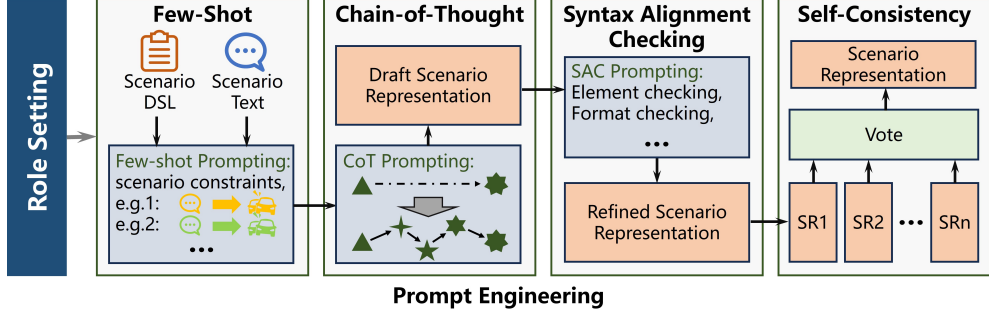 Role Setting
Few-Shot
Scenario
DSL
Scenario
Text
Few-shot Prompting:
scenario constraints,
e.g.1:
e.g.2:
...
Chain-of-Thought
Draft Scenario
Representation
CoT Prompting:
Syntax Alignment
Checking
SAC Prompting:
Element checking,
Format checking,
...
Refined Scenario
Representation
Self-Consistency
Scenario
Representation
Vote
SR1 SR2 ... SRn
Prompt Engineering